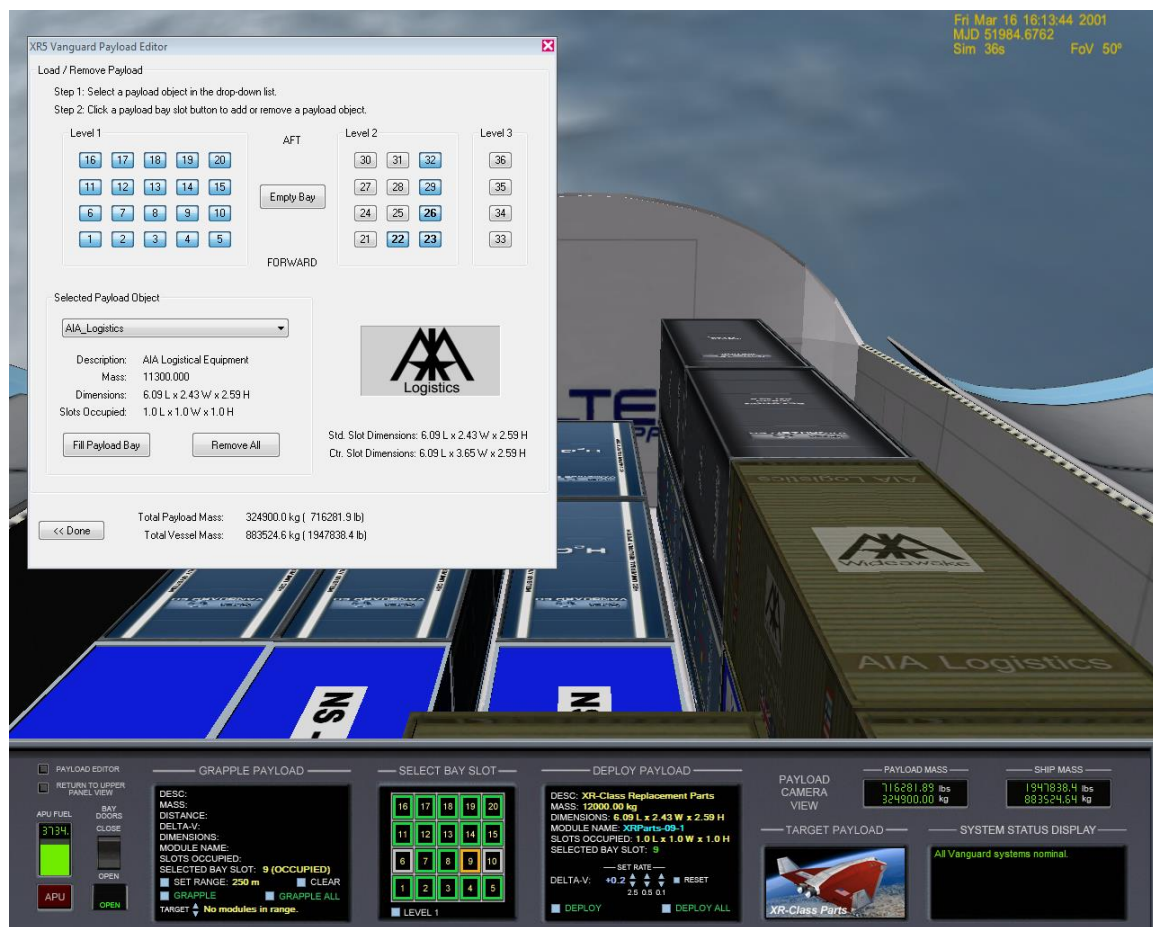 Fri Mar 16 16:13:44 2001
MJD 51984.6762
Sim 36s FoV 50°
XR5 Vanguard Payload Editor
Load / Remove Payload
Step 1: Select a payload object in the drop-down list.
Step 2: Click a payload bay slot button to add or remove a payload object.
Level 1 AFT Level 2 Level 3
16 17 18 19 20 30 31 32 36
11 12 13 14 15 Empty Bay 27 28 29 35
6 7 8 9 10 24 25 26 34
1 2 3 4 5 21 22 23 33
FORWARD
Selected Payload Object
AIA_Logistics
Description: AIA Logistical Equipment
Mass: 11300.000
Dimensions: 6.09 L x 2.43 W x 2.59 H
Slots Occupied: 1.0 L x 1.0 W x 1.0 H
Fill Payload Bay Remove All
AIA
Logistics
Std. Slot Dimensions: 6.09 L x 2.43 W x 2.59 H
Ctr. Slot Dimensions: 6.09 L x 3.65 W x 2.59 H
<< Done
Total Payload Mass: 324900.0 kg ( 716281.9 lb)
Total Vessel Mass: 883524.6 kg ( 1947838.4 lb)
AIA Logistics
Wideawake
AIA Logistics
PAYLOAD EDITOR
RETURN TO UPPER
PANEL VIEW
APU FUEL
3734.
APU
BAY
DOORS
CLOSE
OPEN
OPEN
GRAPPLE PAYLOAD
DESC:
MASS:
DISTANCE:
DELTA-V:
DIMENSIONS:
MODULE NAME:
SLOTS OCCUPIED:
SELECTED BAY SLOT: 9 (OCCUPIED)
SET RANGE: 250 m CLEAR
GRAPPLE GRAPPLE ALL
TARGET No modules in range.
SELECT BAY SLOT
16 17 18 19 20
11 12 13 14 15
6 7 8 9 10
1 2 3 4 5
LEVEL 1
DEPLOY PAYLOAD
DESC: XR-Class Replacement Parts
MASS: 12000.00 kg
DIMENSIONS: 6.09 L x 2.43 W x 2.59 H
MODULE NAME: XRParts-09-1
SLOTS OCCUPIED: 1.0 L x 1.0 W x 1.0 H
SELECTED BAY SLOT: 9
SET RATE
DELTA-V: +0.2 RESET
2.5 0.5 0.1
DEPLOY DEPLOY ALL
PAYLOAD
CAMERA
VIEW
PAYLOAD MASS
716281.89 lbs
324900.00 kg
SHIP MASS
1947838.4 lbs
883524.64 kg
TARGET PAYLOAD
XR-Class Parts
SYSTEM STATUS DISPLAY
All Vanguard systems nominal.